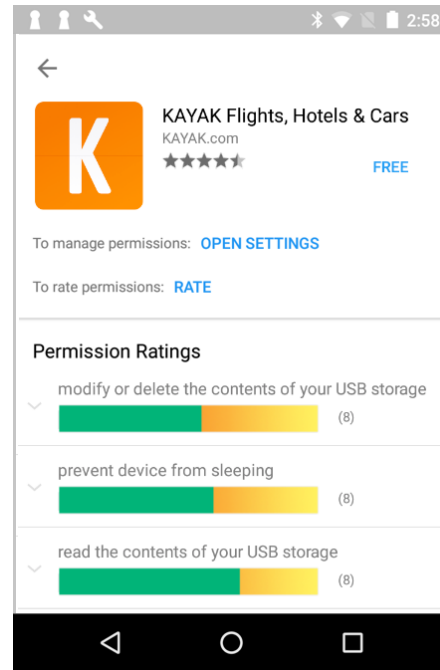 2:58
K
KAYAK Flights, Hotels & Cars
KAYAK.com
FREE
To manage permissions: OPEN SETTINGS
To rate permissions: RATE
Permission Ratings
modify or delete the contents of your USB storage
(8)
prevent device from sleeping
(8)
read the contents of your USB storage
(8)